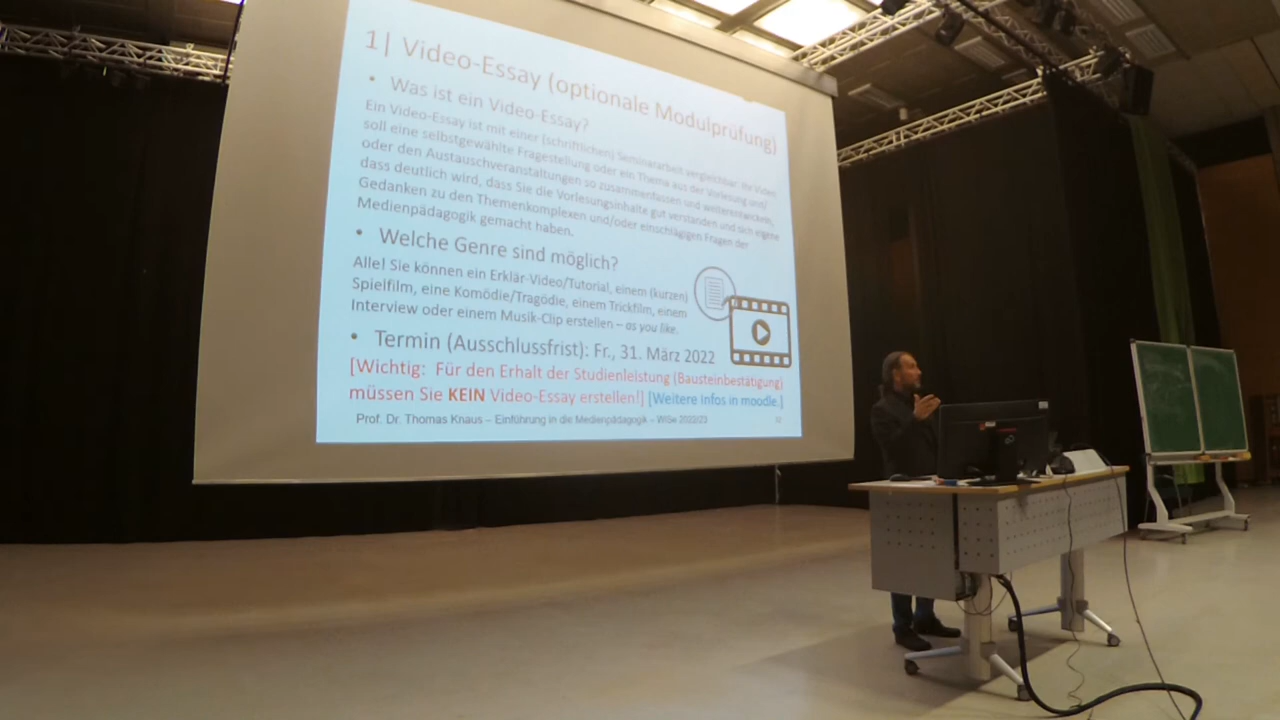 1| Video-Essay (optionale Modulprüfung)
• Was ist ein Video-Essay?
Ein Video-Essay ist mit einer (schriftlichen) Seminararbeit vergleichbar: Ihr Video
soll eine selbstgewählte Fragestellung oder ein Thema aus der Vorlesung und/
oder den Austauschveranstaltungen so zusammenfassen und weiterentwickeln,
dass deutlich wird, dass Sie die Vorlesungsinhalte gut verstanden und sich eigene
Gedanken zu den Themenkomplexen und/oder einschlägigen Fragen der
Medienpädagogik gemacht haben.
• Welche Genre sind möglich?
Alle! Sie können ein Erklär-Video/Tutorial, einem (kurzen)
Spielfilm, eine Komödie/Tragödie, einem Trickfilm, einem
Interview oder einem Musik-Clip erstellen – as you like.
• Termin (Ausschlussfrist): Fr., 31. März 2022
[Wichtig: Für den Erhalt der Studienleistung (Bausteinbestätigung)
müssen Sie KEIN Video-Essay erstellen!] [Weitere Infos in moodle.]
Prof. Dr. Thomas Knaus – Einführung in die Medienpädagogik – WiSe 2022/23 12